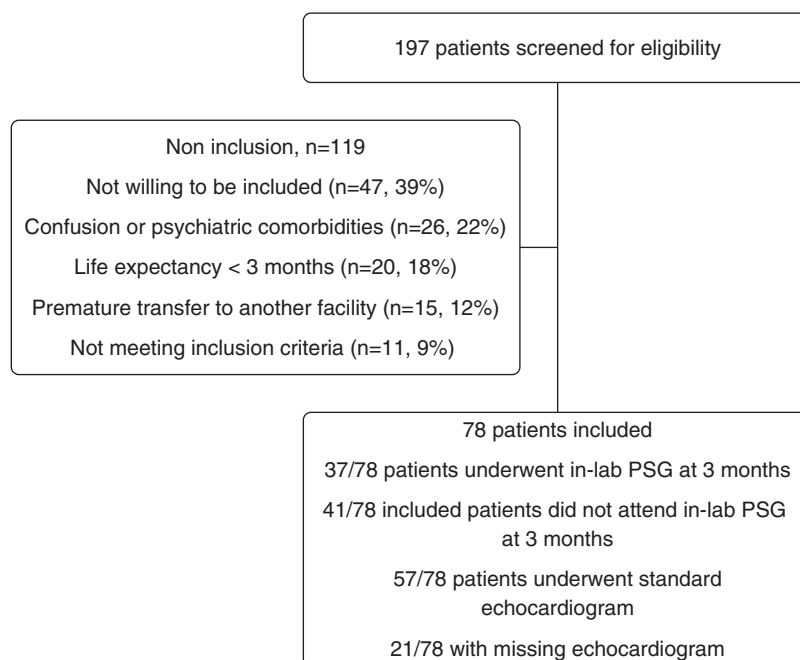 197 patients screened for eligibility
Non inclusion, n=119
Not willing to be included (n=47, 39%)
Confusion or psychiatric comorbidities (n=26, 22%)
Life expectancy < 3 months (n=20, 18%)
Premature transfer to another facility (n=15, 12%)
Not meeting inclusion criteria (n=11, 9%)
78 patients included
37/78 patients underwent in-lab PSG at 3 months
41/78 included patients did not attend in-lab PSG
at 3 months
57/78 patients underwent standard
echocardiogram
21/78 with missing echocardiogram